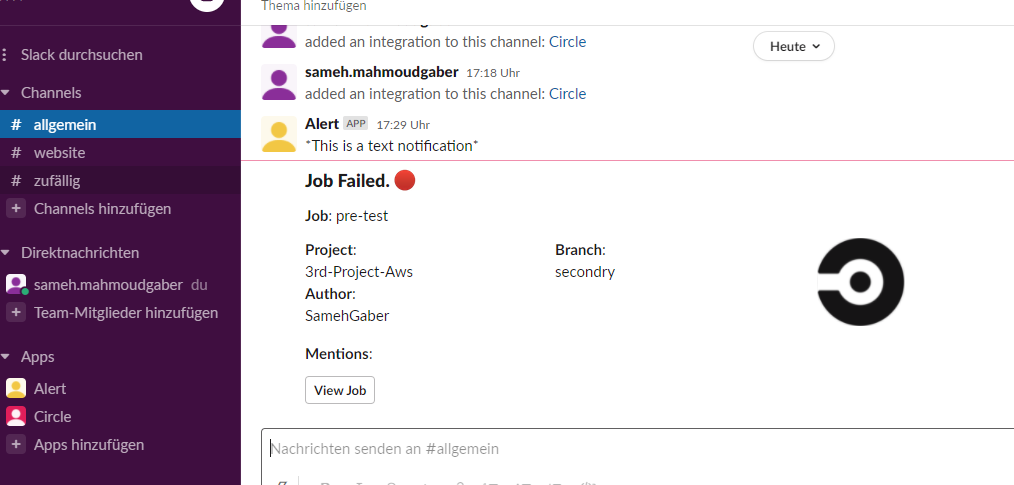 Thema hinzufügen
Slack durchsuchen
Channels
# allgemein
# website
# zufällig
+ Channels hinzufügen
Direktnachrichten
sameh.mahmoudgaber du
+ Team-Mitglieder hinzufügen
Apps
Alert
Circle
+ Apps hinzufügen
added an integration to this channel: Circle
Heute
sameh.mahmoudgaber 17:18 Uhr
added an integration to this channel: Circle
Alert APP 17:29 Uhr
*This is a text notification*
Job Failed.
Job: pre-test
Project:
3rd-Project-Aws
Branch:
secondry
Author:
SamehGaber
Mentions:
View Job
Nachrichten senden an #allgemein